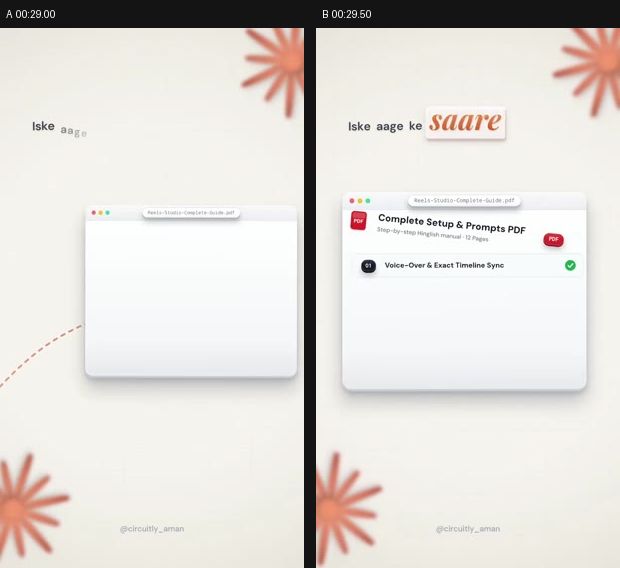 A 00:29.00
Iske aage
Reels-Studio-Complete-Guide.pdf
@circuitly_aman
B 00:29.50
Iske aage ke saare
Reels-Studio-Complete-Guide.pdf
PDF
Complete Setup & Prompts PDF
Step-by-step Hinglish manual · 12 Pages
PDF
01 Voice-Over & Exact Timeline Sync
@circuitly_aman